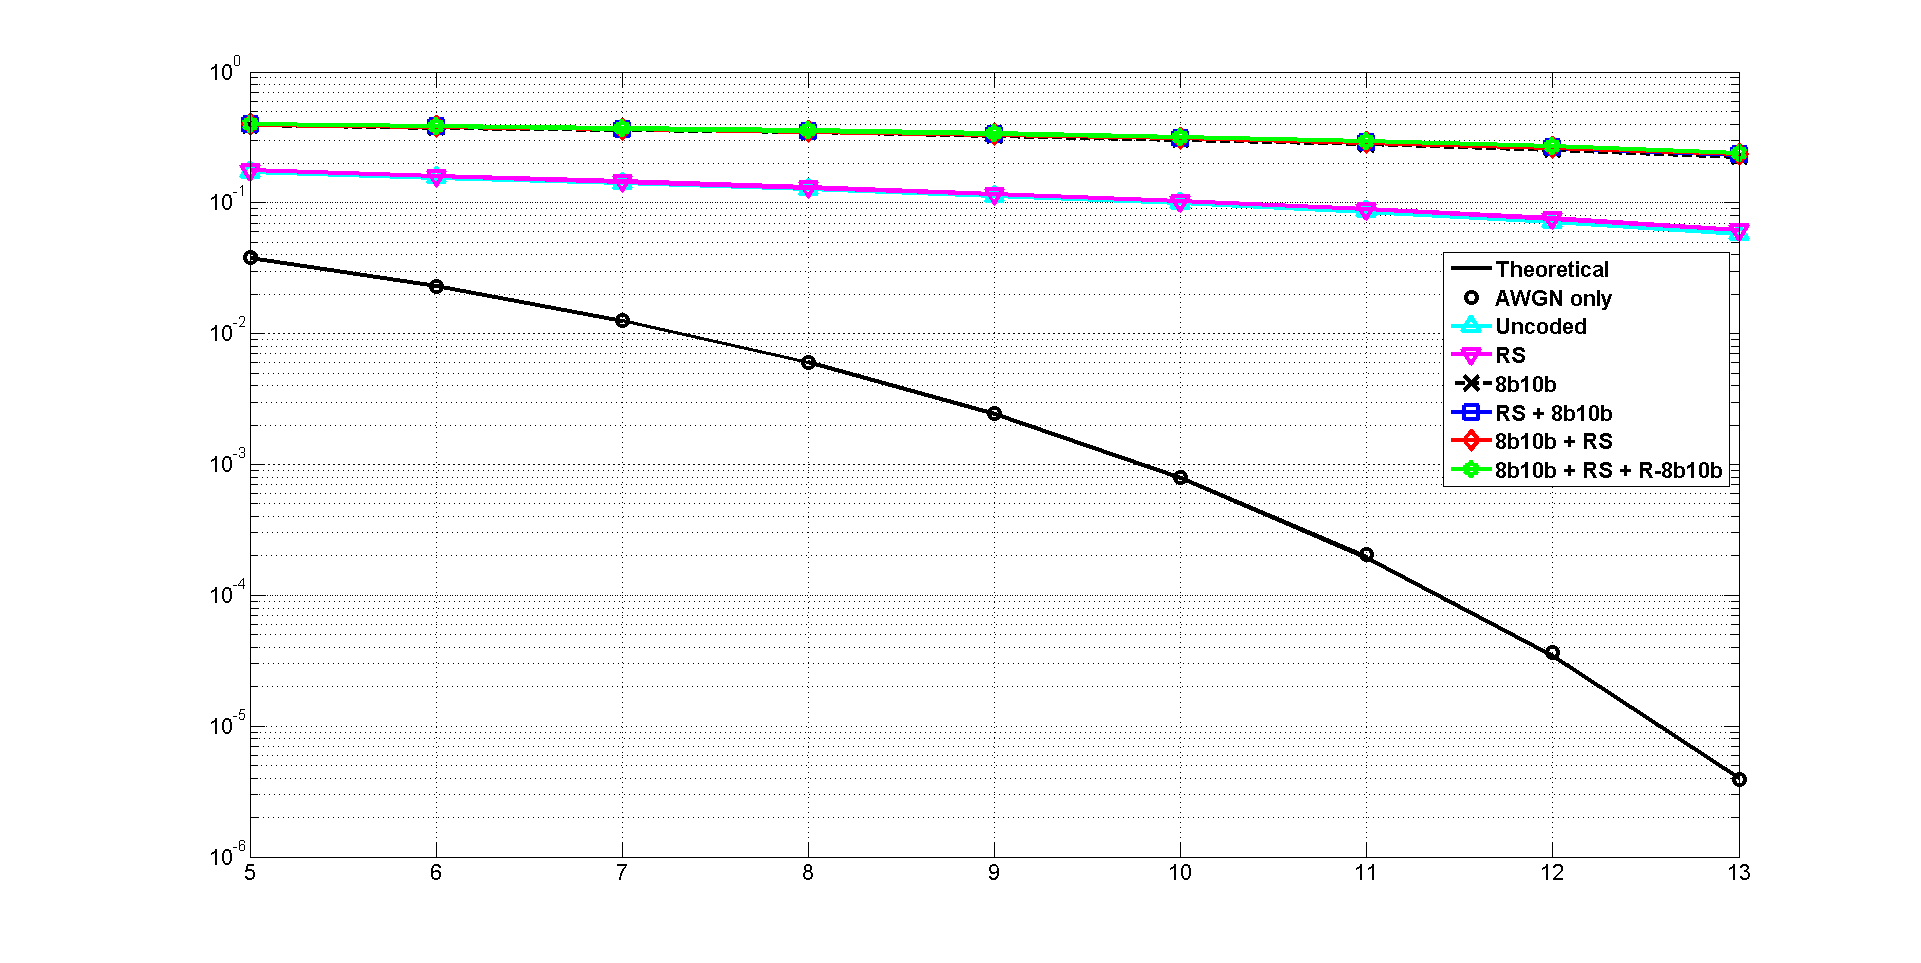 10^0
10^-1
10^-2
10^-3
10^-4
10^-5
10^-6
5 6 7 8 9 10 11 12 13
Theoretical
AWGN only
Uncoded
RS
8b10b
RS + 8b10b
8b10b + RS
8b10b + RS + R-8b10b